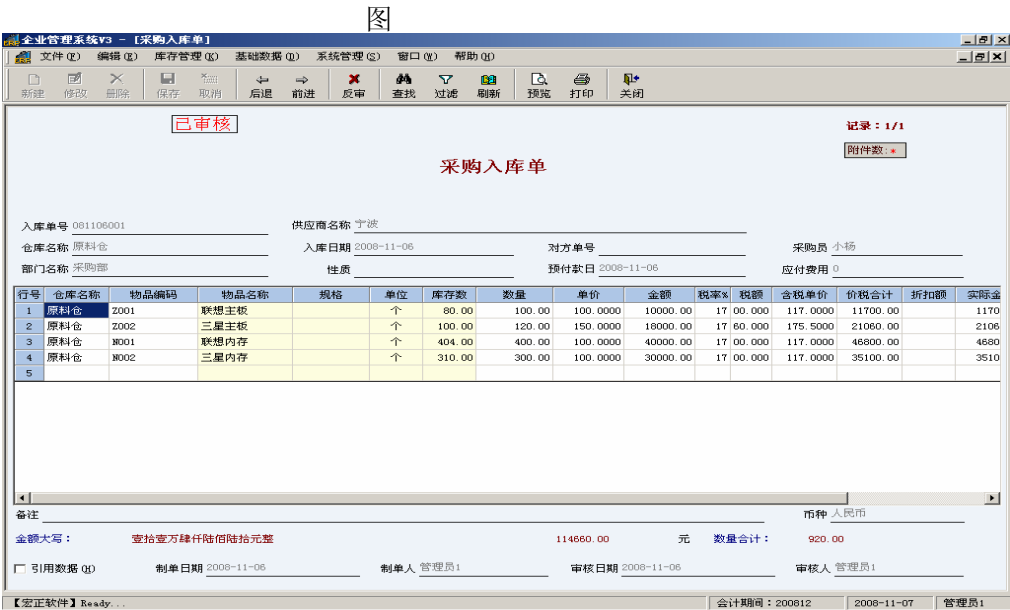 图
企业管理系统V3 - [采购入库单]
文件(F) 编辑(E) 库存管理(K) 基础数据(D) 系统管理(S) 窗口(W) 帮助(H)
新建 修改 删除 保存 取消 后退 前进 反审 查找 过滤 刷新 预览 打印 关闭
已审核
记录：1/1
附件数:*
采购入库单
入库单号 081106001 供应商名称 宁波
仓库名称 原料仓 入库日期 2008-11-06 对方单号 采购员 小杨
部门名称 采购部 性质 预付款日 2008-11-06 应付费用 0
行号 仓库名称 物品编码 物品名称 规格 单位 库存数 数量 单价 金额 税率% 税额 含税单价 价税合计 折扣额 实际金
1 原料仓 Z001 联想主板 个 80.00 100.00 100.0000 10000.00 17 00.000 117.0000 11700.00 1170
2 原料仓 Z002 三星主板 个 100.00 120.00 150.0000 18000.00 17 60.000 175.5000 21060.00 2106
3 原料仓 N001 联想内存 个 404.00 400.00 100.0000 40000.00 17 00.000 117.0000 46800.00 4680
4 原料仓 N002 三星内存 个 310.00 300.00 100.0000 30000.00 17 00.000 117.0000 35100.00 3510
5
备注 币种 人民币
金额大写： 壹拾壹万肆仟陆佰陆拾元整 114660.00 元 数量合计： 920.00
引用数据(H) 制单日期 2008-11-06 制单人 管理员1 审核日期 2008-11-06 审核人 管理员1
【宏正软件】Ready... 会计期间：200812 2008-11-07 管理员1